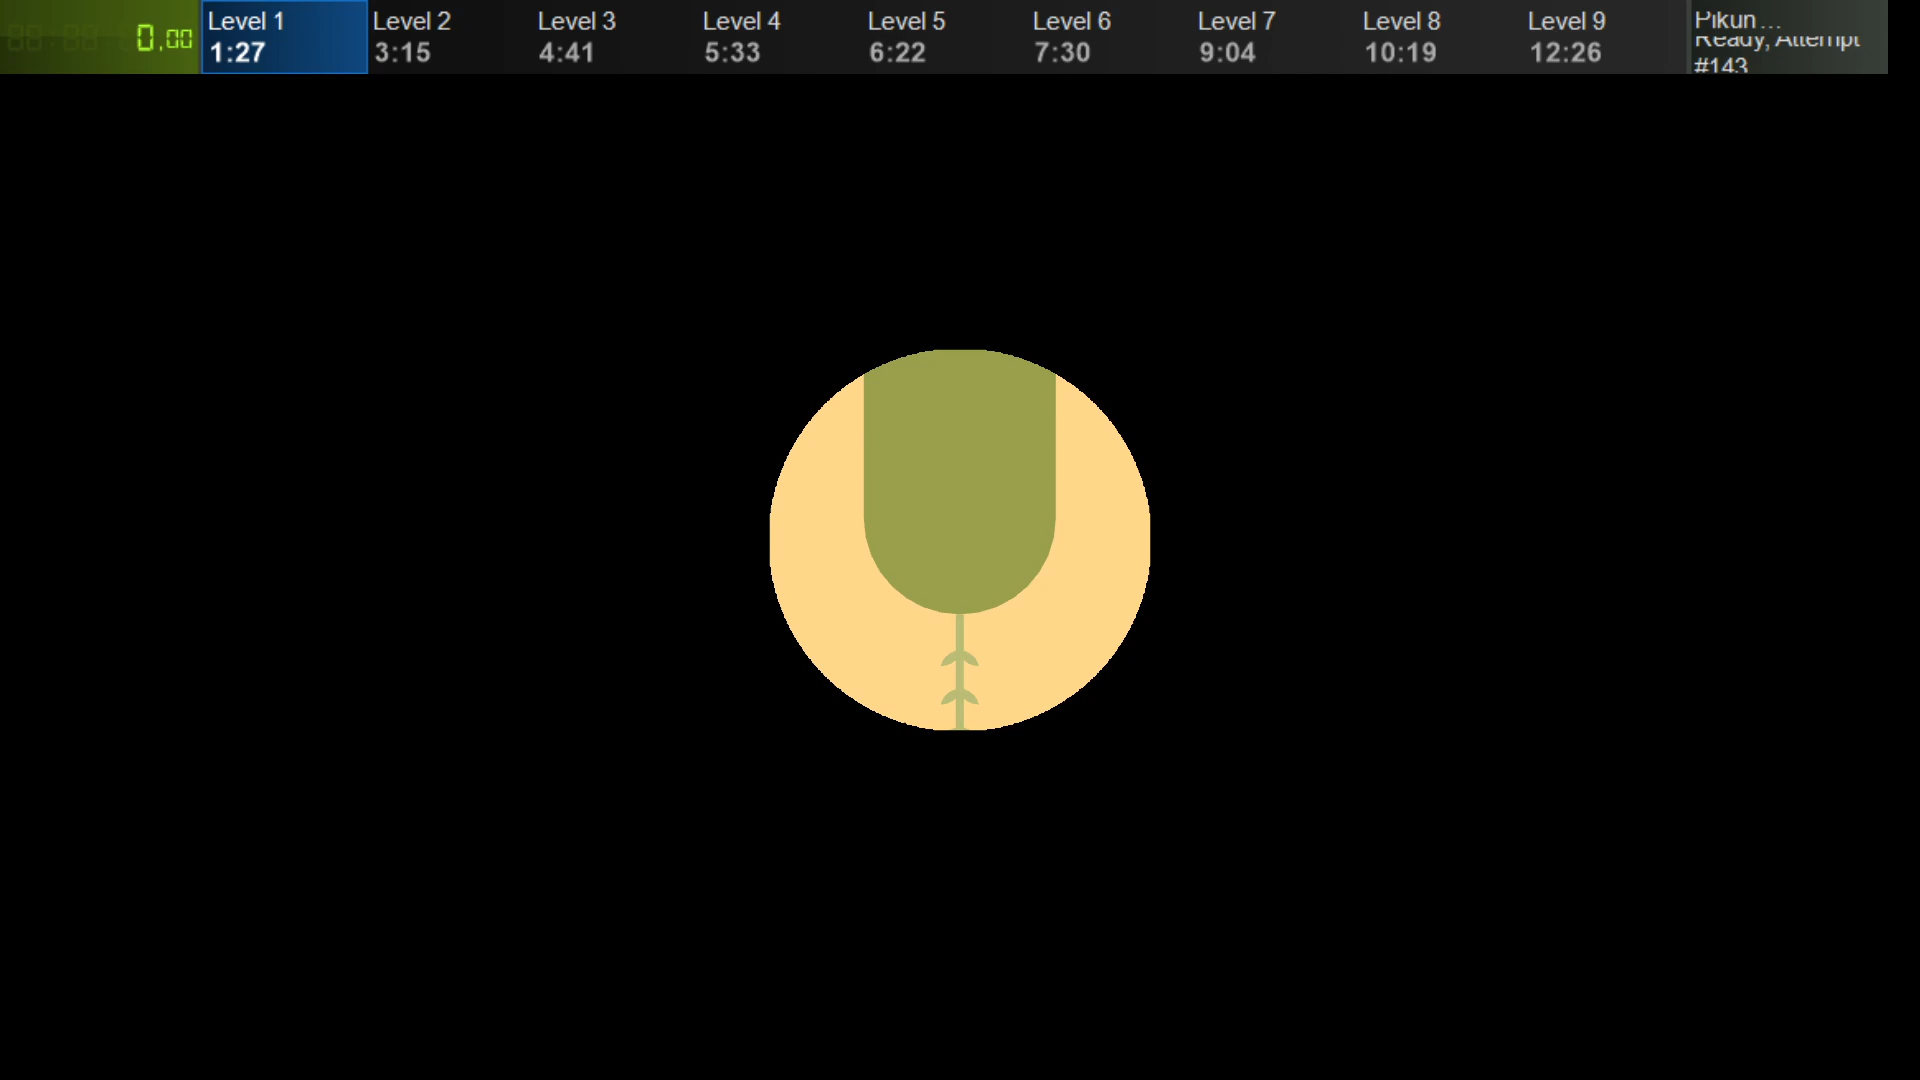 0.00
Level 1
1:27
Level 2
3:15
Level 3
4:41
Level 4
5:33
Level 5
6:22
Level 6
7:30
Level 7
9:04
Level 8
10:19
Level 9
12:26
Pikun...
Ready, Attempt
#143